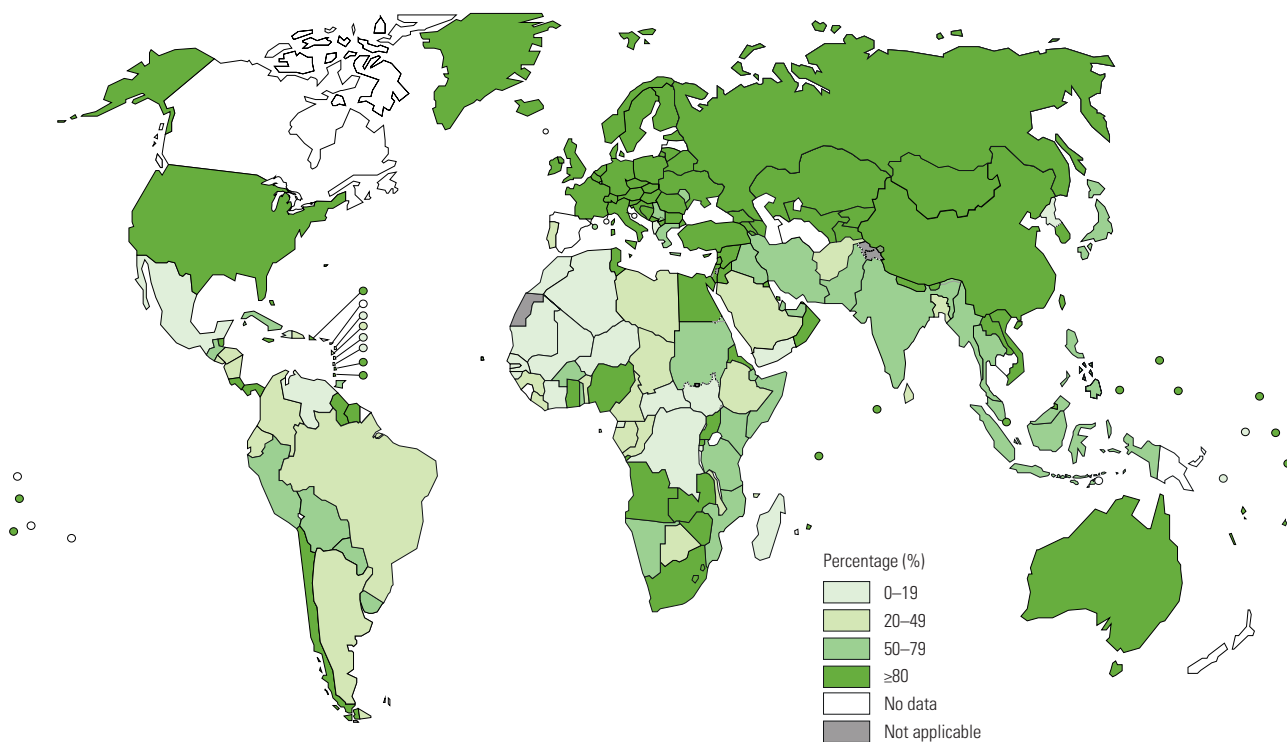 Percentage (%)
0–19
20–49
50–79
≥80
No data
Not applicable